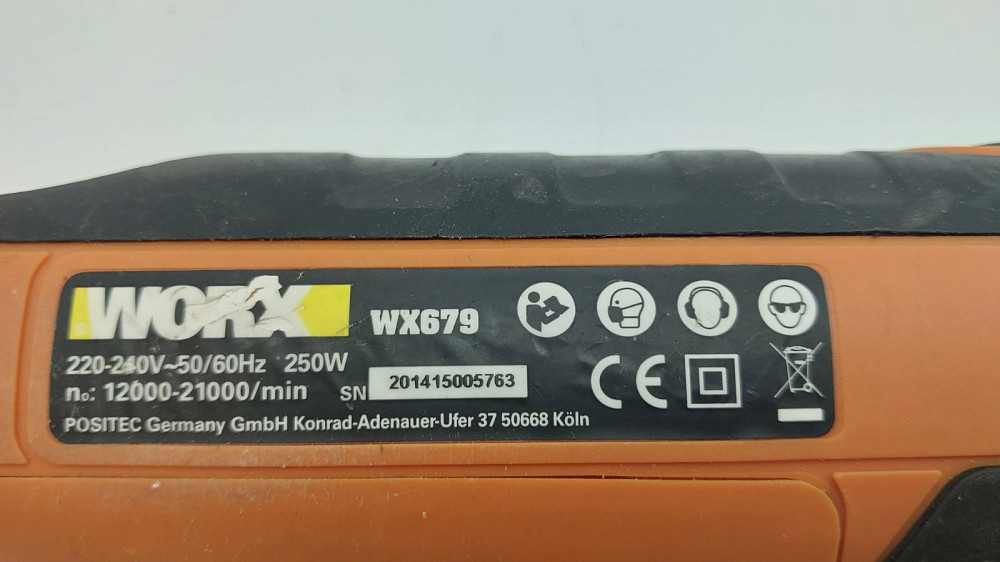 WORX WX679
220-240V~50/60Hz 250W
n₀: 12000-21000/min SN 201415005763
POSITEC Germany GmbH Konrad-Adenauer-Ufer 37 50668 Köln
CE